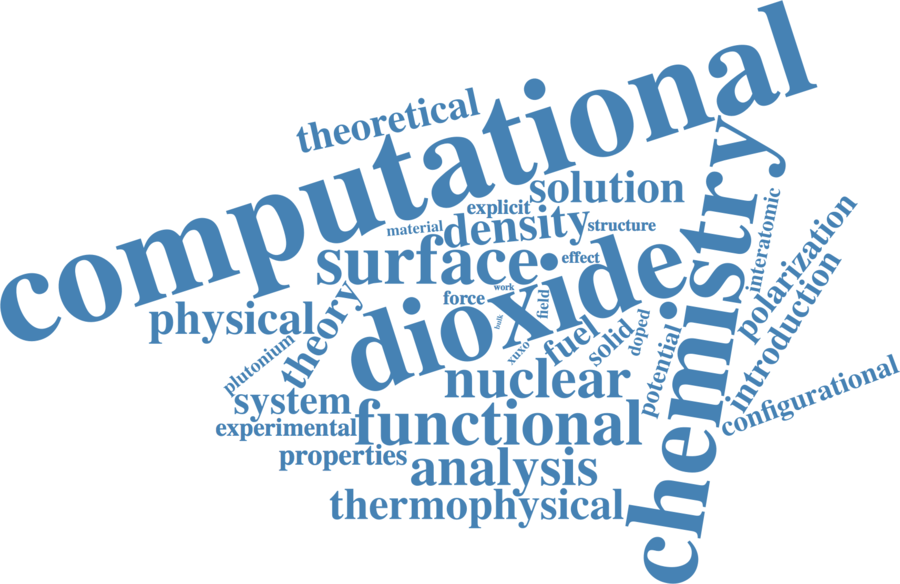 computational
theoretical
chemistry
solution
explicit
material
density
structure
surface
effect
dioxide
interatomic
polarization
introduction
physical
theory
force
work
field
bulk
xuxo
fuel
solid
doped
potential
plutonium
nuclear
configurational
system
experimental
functional
properties
analysis
thermophysical